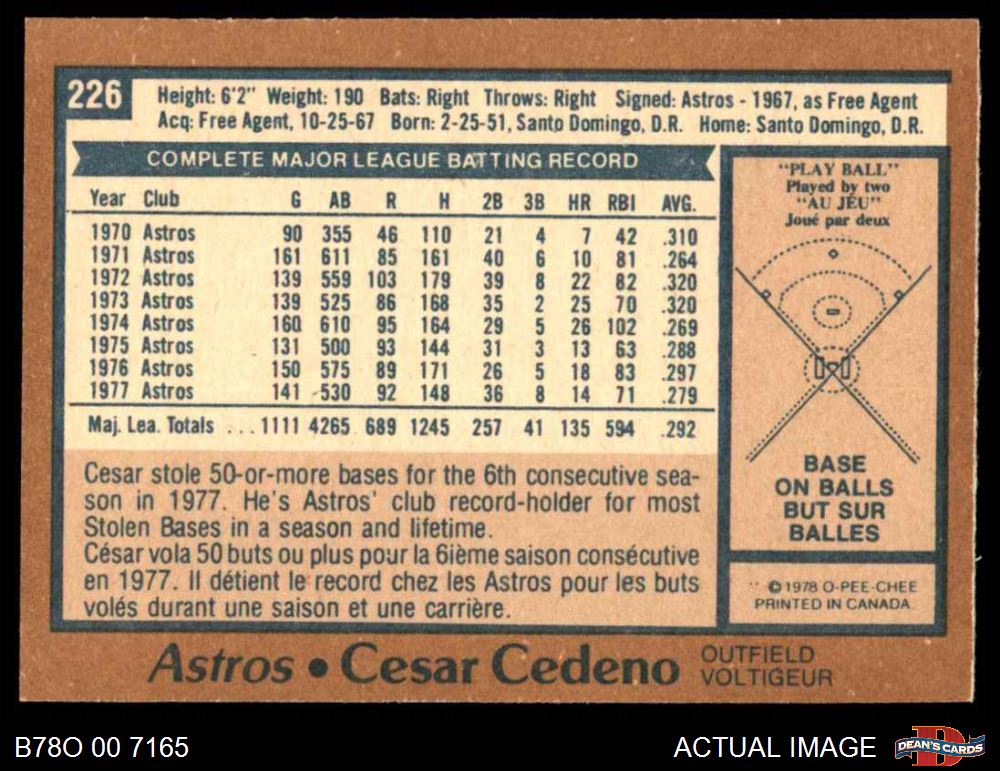 226
Height: 6'2" Weight: 190 Bats: Right Throws: Right Signed: Astros - 1967, as Free Agent
Acq: Free Agent, 10-25-67 Born: 2-25-51, Santo Domingo, D.R. Home: Santo Domingo, D.R.
COMPLETE MAJOR LEAGUE BATTING RECORD
Year Club G AB R H 2B 3B HR RBI AVG.
1970 Astros 90 355 46 110 21 4 7 42 .310
1971 Astros 161 611 85 161 40 6 10 81 .264
1972 Astros 139 559 103 179 39 8 22 82 .320
1973 Astros 139 525 86 168 35 2 25 70 .320
1974 Astros 160 610 95 164 29 5 26 102 .269
1975 Astros 131 500 93 144 31 3 13 63 .288
1976 Astros 150 575 89 171 26 5 18 83 .297
1977 Astros 141 530 92 148 36 8 14 71 .279
Maj. Lea. Totals ... 1111 4265 689 1245 257 41 135 594 .292
Cesar stole 50-or-more bases for the 6th consecutive sea-
son in 1977. He's Astros' club record-holder for most
Stolen Bases in a season and lifetime.
César vola 50 buts ou plus pour la 6ième saison consécutive
en 1977. Il détient le record chez les Astros pour les buts
volés durant une saison et une carrière.
"PLAY BALL"
Played by two
"AU JEU"
Joué par deux
BASE
ON BALLS
BUT SUR
BALLES
© 1978 O-PEE-CHEE
PRINTED IN CANADA
Astros • Cesar Cedeno OUTFIELD
VOLTIGEUR
B78O 00 7165
ACTUAL IMAGE
D
DEAN'S CARDS